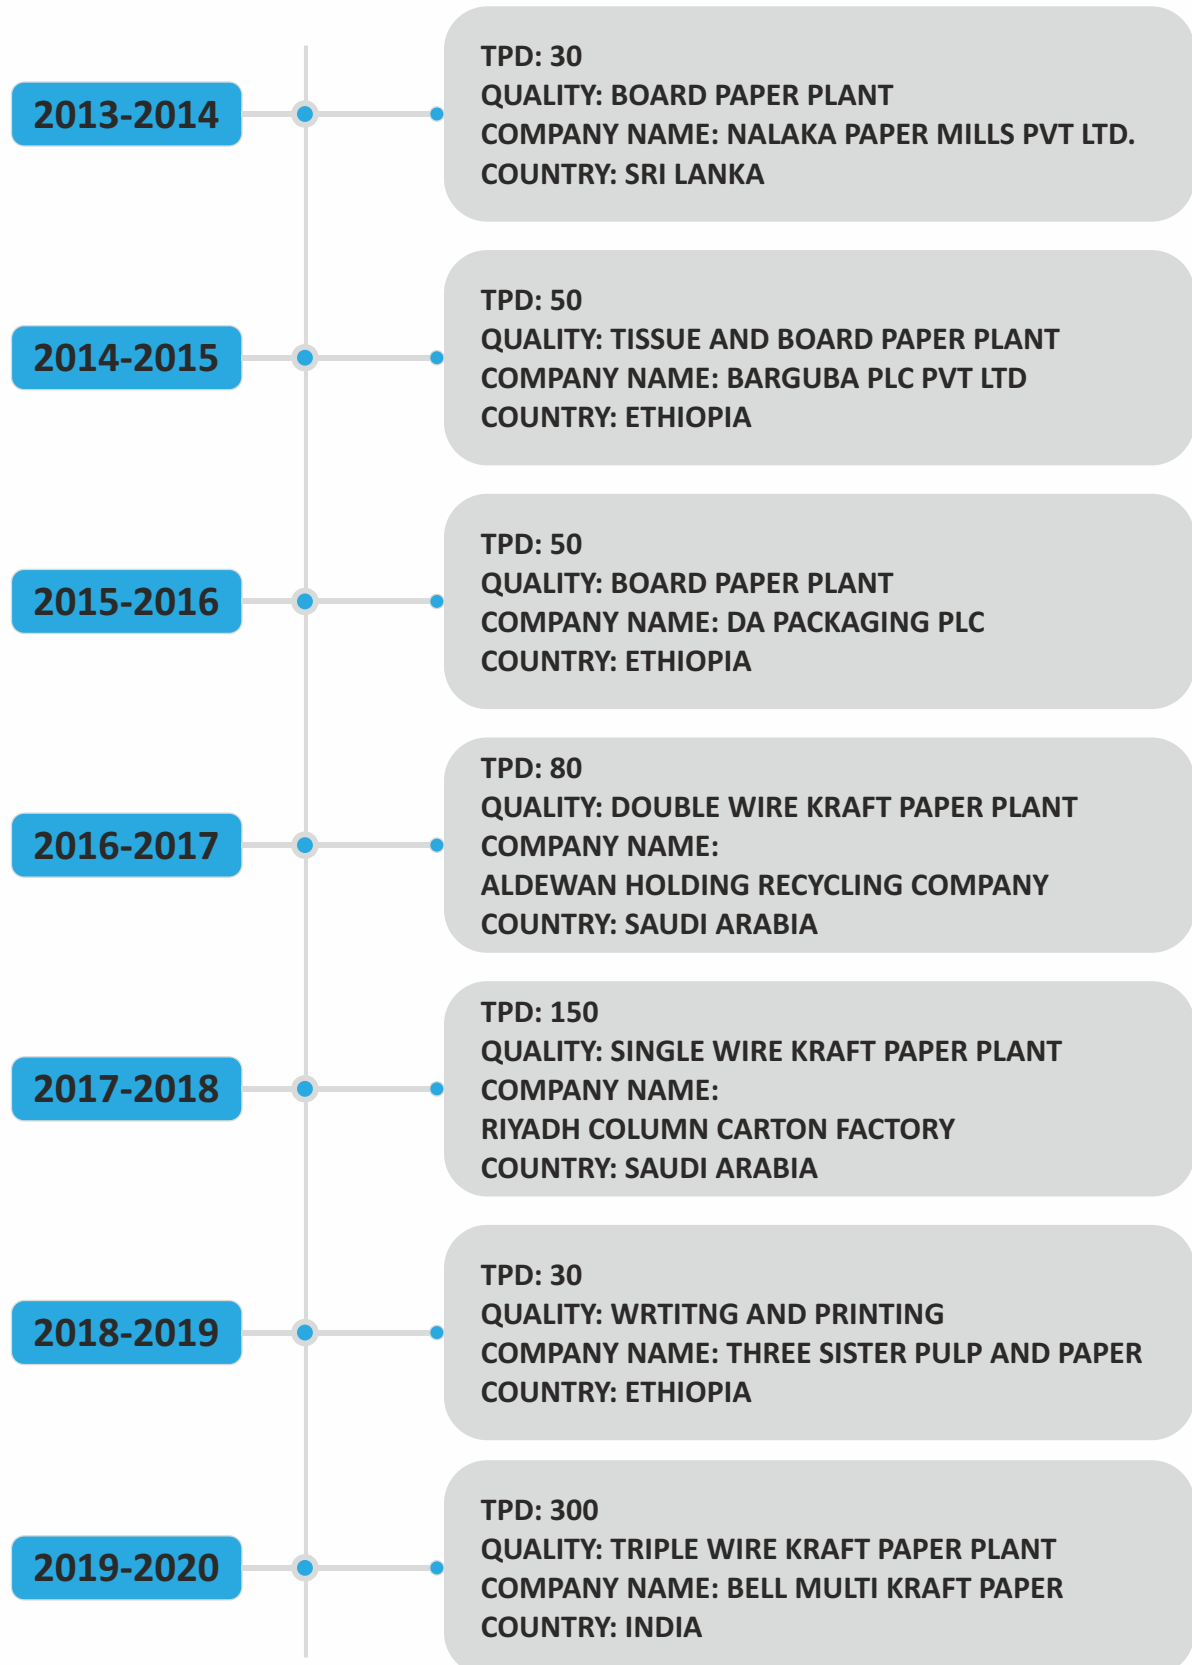 2013-2014
TPD: 30
QUALITY: BOARD PAPER PLANT
COMPANY NAME: NALAKA PAPER MILLS PVT LTD.
COUNTRY: SRI LANKA
2014-2015
TPD: 50
QUALITY: TISSUE AND BOARD PAPER PLANT
COMPANY NAME: BARGUBA PLC PVT LTD
COUNTRY: ETHIOPIA
2015-2016
TPD: 50
QUALITY: BOARD PAPER PLANT
COMPANY NAME: DA PACKAGING PLC
COUNTRY: ETHIOPIA
2016-2017
TPD: 80
QUALITY: DOUBLE WIRE KRAFT PAPER PLANT
COMPANY NAME:
ALDEWAN HOLDING RECYCLING COMPANY
COUNTRY: SAUDI ARABIA
2017-2018
TPD: 150
QUALITY: SINGLE WIRE KRAFT PAPER PLANT
COMPANY NAME:
RIYADH COLUMN CARTON FACTORY
COUNTRY: SAUDI ARABIA
2018-2019
TPD: 30
QUALITY: WRTITNG AND PRINTING
COMPANY NAME: THREE SISTER PULP AND PAPER
COUNTRY: ETHIOPIA
2019-2020
TPD: 300
QUALITY: TRIPLE WIRE KRAFT PAPER PLANT
COMPANY NAME: BELL MULTI KRAFT PAPER
COUNTRY: INDIA